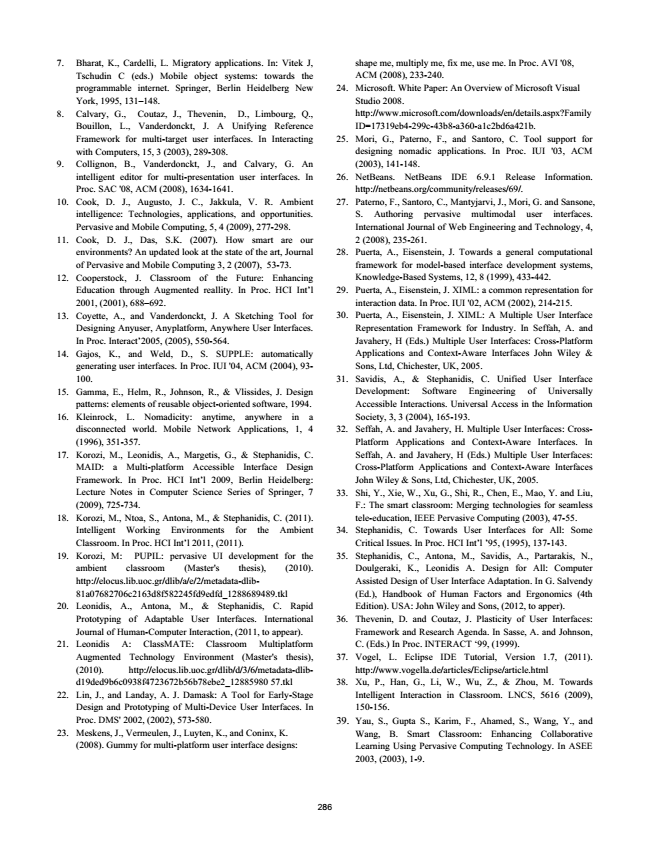 7. Bharat, K., Cardelli, L. Migratory applications. In: Vitek J,
Tschudin C (eds.) Mobile object systems: towards the
programmable internet. Springer, Berlin Heidelberg New
York, 1995, 131–148.
8. Calvary, G., Coutaz, J., Thevenin, D., Limbourg, Q.,
Bouillon, L., Vanderdonckt, J. A Unifying Reference
Framework for multi-target user interfaces. In Interacting
with Computers, 15, 3 (2003), 289-308.
9. Collignon, B., Vanderdonckt, J., and Calvary, G. An
intelligent editor for multi-presentation user interfaces. In
Proc. SAC '08, ACM (2008), 1634-1641.
10. Cook, D. J., Augusto, J. C., Jakkula, V. R. Ambient
intelligence: Technologies, applications, and opportunities.
Pervasive and Mobile Computing, 5, 4 (2009), 277-298.
11. Cook, D. J., Das, S.K. (2007). How smart are our
environments? An updated look at the state of the art, Journal
of Pervasive and Mobile Computing 3, 2 (2007), 53-73.
12. Cooperstock, J. Classroom of the Future: Enhancing
Education through Augmented reallity. In Proc. HCI Int'l
2001, (2001), 688–692.
13. Coyette, A., and Vanderdonckt, J. A Sketching Tool for
Designing Anyuser, Anyplatform, Anywhere User Interfaces.
In Proc. Interact'2005, (2005), 550-564.
14. Gajos, K., and Weld, D., S. SUPPLE: automatically
generating user interfaces. In Proc. IUI '04, ACM (2004), 93-
100.
15. Gamma, E., Helm, R., Johnson, R., & Vlissides, J. Design
patterns: elements of reusable object-oriented software, 1994.
16. Kleinrock, L. Nomadicity: anytime, anywhere in a
disconnected world. Mobile Network Applications, 1, 4
(1996), 351-357.
17. Korozi, M., Leonidis, A., Margetis, G., & Stephanidis, C.
MAID: a Multi-platform Accessible Interface Design
Framework. In Proc. HCI Int'l 2009, Berlin Heidelberg:
Lecture Notes in Computer Science Series of Springer, 7
(2009), 725-734.
18. Korozi, M., Ntoa, S., Antona, M., & Stephanidis, C. (2011).
Intelligent Working Environments for the Ambient
Classroom. In Proc. HCI Int'l 2011, (2011).
19. Korozi, M: PUPIL: pervasive UI development for the
ambient classroom (Master's thesis), (2010).
http://elocus.lib.uoc.gr/dlib/a/e/2/metadata-dlib-
81a07682706c2163d8f582245fd9edfd_1288689489.tkl
20. Leonidis, A., Antona, M., & Stephanidis, C. Rapid
Prototyping of Adaptable User Interfaces. International
Journal of Human-Computer Interaction, (2011, to appear).
21. Leonidis A: ClassMATE: Classroom Multiplatform
Augmented Technology Environment (Master's thesis),
(2010). http://elocus.lib.uoc.gr/dlib/d/3/6/metadata-dlib-
d19ded9b6c0938f4723672b56b78ebe2_12885980 57.tkl
22. Lin, J., and Landay, A. J. Damask: A Tool for Early-Stage
Design and Prototyping of Multi-Device User Interfaces. In
Proc. DMS' 2002, (2002), 573-580.
23. Meskens, J., Vermeulen, J., Luyten, K., and Coninx, K.
(2008). Gummy for multi-platform user interface designs:
shape me, multiply me, fix me, use me. In Proc. AVI '08,
ACM (2008), 233-240.
24. Microsoft. White Paper: An Overview of Microsoft Visual
Studio 2008.
http://www.microsoft.com/downloads/en/details.aspx?Family
ID=17319eb4-299c-43b8-a360-a1c2bd6a421b.
25. Mori, G., Paterno, F., and Santoro, C. Tool support for
designing nomadic applications. In Proc. IUI '03, ACM
(2003), 141-148.
26. NetBeans. NetBeans IDE 6.9.1 Release Information.
http://netbeans.org/community/releases/69/.
27. Paterno, F., Santoro, C., Mantyjarvi, J., Mori, G. and Sansone,
S. Authoring pervasive multimodal user interfaces.
International Journal of Web Engineering and Technology, 4,
2 (2008), 235-261.
28. Puerta, A., Eisenstein, J. Towards a general computational
framework for model-based interface development systems,
Knowledge-Based Systems, 12, 8 (1999), 433-442.
29. Puerta, A., Eisenstein, J. XIML: a common representation for
interaction data. In Proc. IUI '02, ACM (2002), 214-215.
30. Puerta, A., Eisenstein, J. XIML: A Multiple User Interface
Representation Framework for Industry. In Seffah, A. and
Javahery, H (Eds.) Multiple User Interfaces: Cross-Platform
Applications and Context-Aware Interfaces John Wiley &
Sons, Ltd, Chichester, UK, 2005.
31. Savidis, A., & Stephanidis, C. Unified User Interface
Development: Software Engineering of Universally
Accessible Interactions. Universal Access in the Information
Society, 3, 3 (2004), 165-193.
32. Seffah, A. and Javahery, H. Multiple User Interfaces: Cross-
Platform Applications and Context-Aware Interfaces. In
Seffah, A. and Javahery, H (Eds.) Multiple User Interfaces:
Cross-Platform Applications and Context-Aware Interfaces
John Wiley & Sons, Ltd, Chichester, UK, 2005.
33. Shi, Y., Xie, W., Xu, G., Shi, R., Chen, E., Mao, Y. and Liu,
F.: The smart classroom: Merging technologies for seamless
tele-education, IEEE Pervasive Computing (2003), 47-55.
34. Stephanidis, C. Towards User Interfaces for All: Some
Critical Issues. In Proc. HCI Int'l '95, (1995), 137-143.
35. Stephanidis, C., Antona, M., Savidis, A., Partarakis, N.,
Doulgeraki, K., Leonidis A. Design for All: Computer
Assisted Design of User Interface Adaptation. In G. Salvendy
(Ed.), Handbook of Human Factors and Ergonomics (4th
Edition). USA: John Wiley and Sons, (2012, to apper).
36. Thevenin, D. and Coutaz, J. Plasticity of User Interfaces:
Framework and Research Agenda. In Sasse, A. and Johnson,
C. (Eds.) In Proc. INTERACT '99, (1999).
37. Vogel, L. Eclipse IDE Tutorial, Version 1.7, (2011).
http://www.vogella.de/articles/Eclipse/article.html
38. Xu, P., Han, G., Li, W., Wu, Z., & Zhou, M. Towards
Intelligent Interaction in Classroom. LNCS, 5616 (2009),
150-156.
39. Yau, S., Gupta S., Karim, F., Ahamed, S., Wang, Y., and
Wang, B. Smart Classroom: Enhancing Collaborative
Learning Using Pervasive Computing Technology. In ASEE
2003, (2003), 1-9.
286